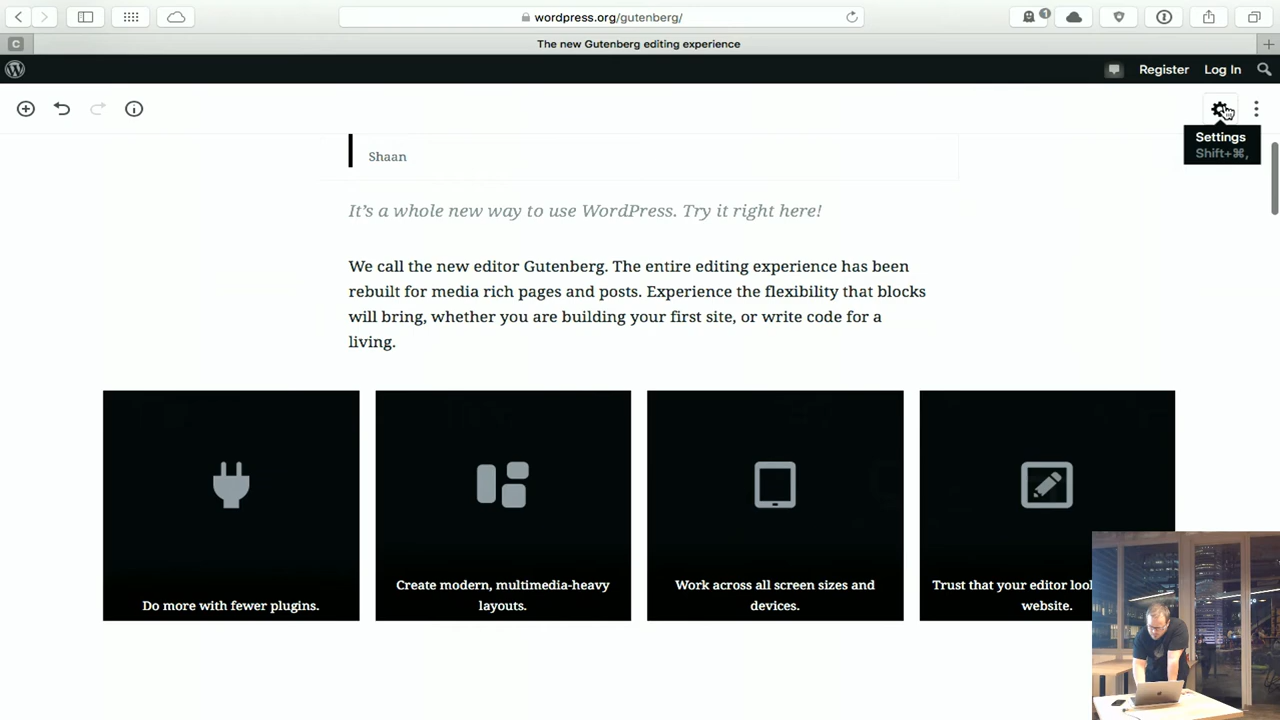 wordpress.org/gutenberg/
1
C
The new Gutenberg editing experience
Register
Log In
Settings
Shift+⌘,
Shaan
It's a whole new way to use WordPress. Try it right here!
We call the new editor Gutenberg. The entire editing experience has been
rebuilt for media rich pages and posts. Experience the flexibility that blocks
will bring, whether you are building your first site, or write code for a
living.
Do more with fewer plugins.
Create modern, multimedia-heavy
layouts.
Work across all screen sizes and
devices.
Trust that your editor
website.